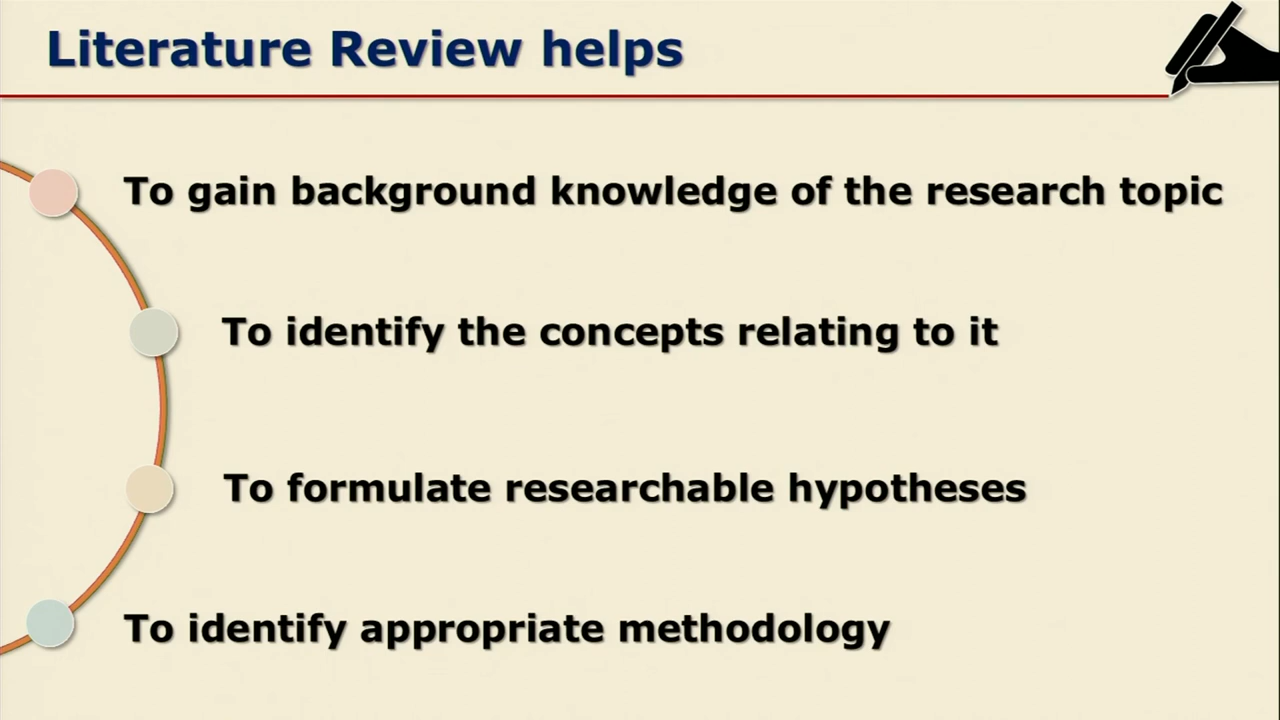 Literature Review helps
To gain background knowledge of the research topic
To identify the concepts relating to it
To formulate researchable hypotheses
To identify appropriate methodology